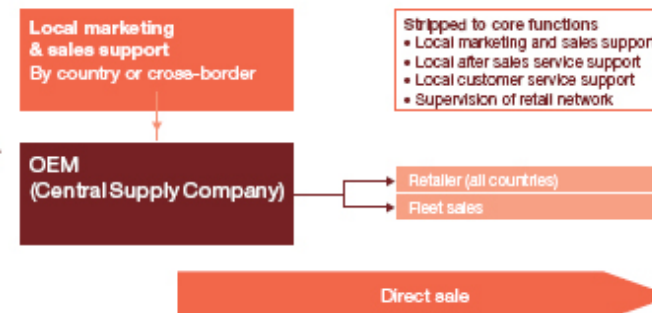 Local marketing
& sales support
By country or cross-border
Stripped to core functions
• Local marketing and sales support
• Local after sales service support
• Local customer service support
• Supervision of retail network
OEM
(Central Supply Company)
Retailer (all countries)
Fleet sales
Direct sale